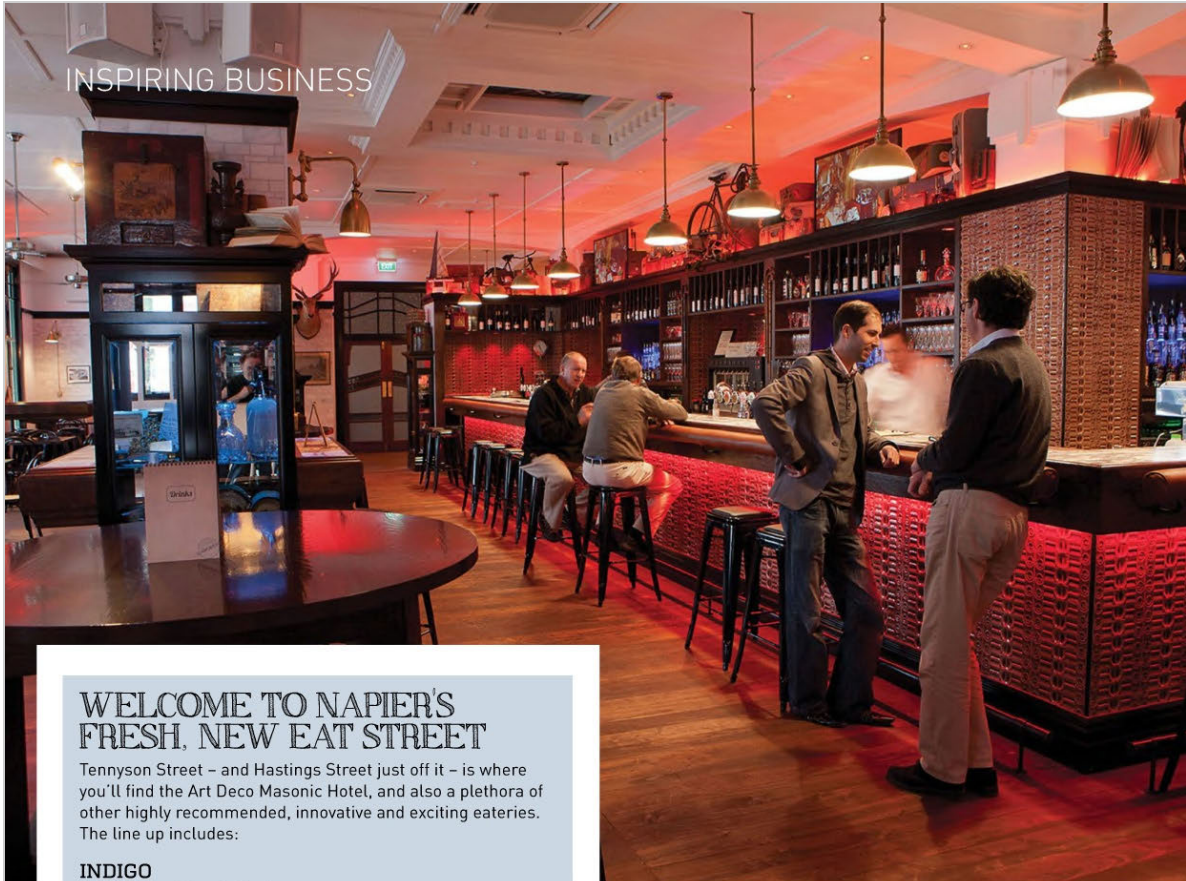 INSPIRING BUSINESS
EXIT
Drinks
WELCOME TO NAPIER'S
FRESH, NEW EAT STREET
Tennyson Street – and Hastings Street just off it – is where
you'll find the Art Deco Masonic Hotel, and also a plethora of
other highly recommended, innovative and exciting eateries.
The line up includes:
INDIGO